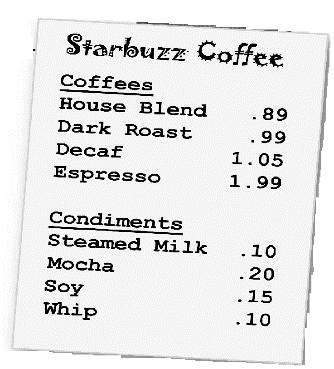 Starbuzz Coffee
Coffees
House Blend .89
Dark Roast .99
Decaf 1.05
Espresso 1.99
Condiments
Steamed Milk .10
Mocha .20
Soy .15
Whip .10